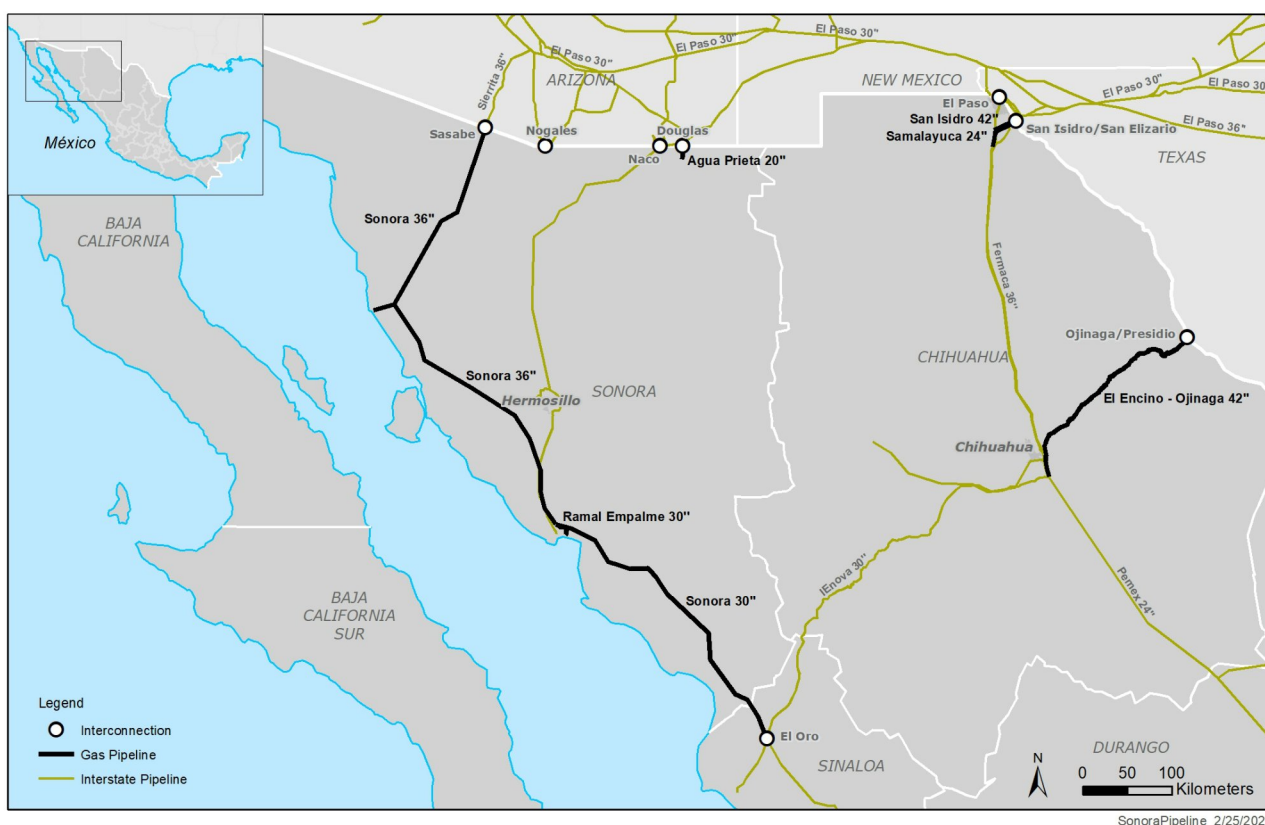 México
BAJA
CALIFORNIA
BAJA
CALIFORNIA
SUR
ARIZONA
NEW MEXICO
TEXAS
SONORA
CHIHUAHUA
SINALOA
DURANGO
Sierrita 36"
El Paso 30"
El Paso 30"
El Paso 30"
El Paso 30"
El Paso 30
El Paso 36"
Sasabe
Nogales
Naco
Douglas
Agua Prieta 20"
El Paso
San Isidro 42"
Samalayuca 24"
San Isidro/San Elizario
Sonora 36"
Sonora 36"
Hermosillo
Ramal Empalme 30"
Sonora 30"
El Oro
Fermaca 36"
Ojinaga/Presidio
El Encino - Ojinaga 42"
Chihuahua
IEnova 30"
Pemex 24"
Legend
Interconnection
Gas Pipeline
Interstate Pipeline
N
0 50 100
Kilometers
SonoraPipeline_2/25/202